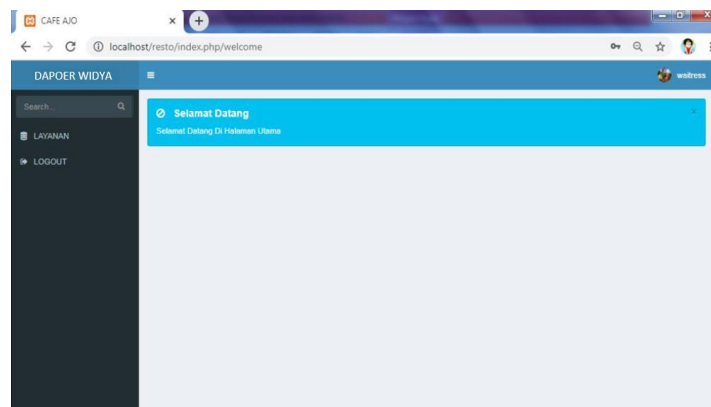 CAFE AJO
localhost/resto/index.php/welcome
DAPOER WIDYA
waitress
Search...
Selamat Datang
Selamat Datang Di Halaman Utama
LAYANAN
LOGOUT